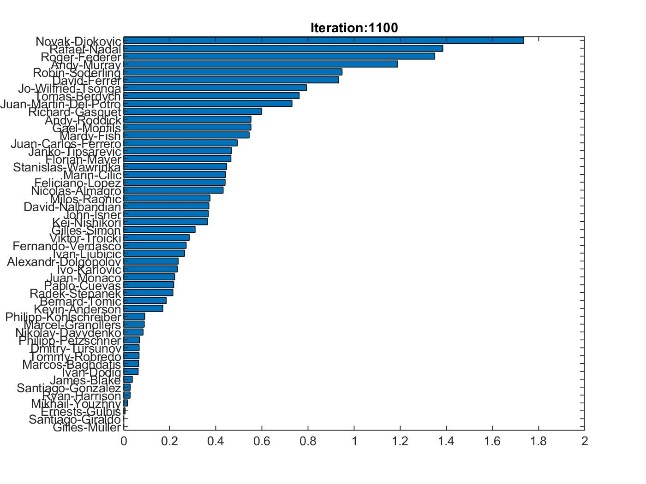 Iteration:1100
Novak-Djokovic
Rafael-Nadal
Roger-Federer
Andy-Murray
Robin-Soderling
David-Ferrer
Jo-Wilfried-Tsonga
Tomas-Berdych
Juan-Martin-Del-Potro
Richard-Gasquet
Andy-Roddick
Gael-Monfils
Mardy-Fish
Juan-Carlos-Ferrero
Janko-Tipsarevic
Florian-Mayer
Stanislas-Wawrinka
Marin-Cilic
Feliciano-Lopez
Nicolas-Almagro
Milos-Raonic
David-Nalbandian
John-Isner
Kei-Nishikori
Gilles-Simon
Viktor-Troicki
Fernando-Verdasco
Ivan-Ljubicic
Alexandr-Dolgopolov
Ivo-Karlovic
Juan-Monaco
Pablo-Cuevas
Radek-Stepanek
Bernard-Tomic
Kevin-Anderson
Philipp-Kohlschreiber
Marcel-Granollers
Nikolay-Davydenko
Philipp-Petzschner
Dmitry-Tursunov
Tommy-Robredo
Marcos-Baghdatis
Ivan-Dodig
James-Blake
Santiago-Gonzalez
Ryan-Harrison
Mikhail-Youzhny
Ernests-Gulbis
Santiago-Giraldo
Gilles-Muller
0 0.2 0.4 0.6 0.8 1 1.2 1.4 1.6 1.8 2